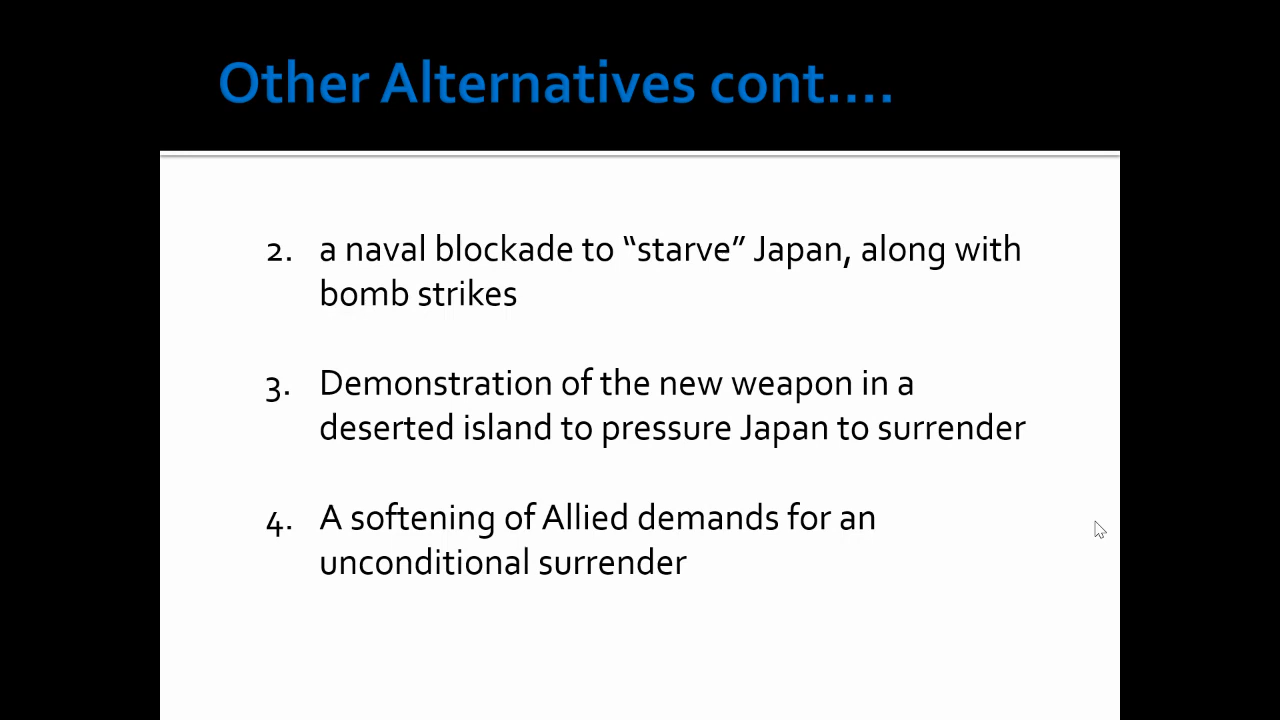 Other Alternatives cont....
2. a naval blockade to “starve” Japan, along with
bomb strikes
3. Demonstration of the new weapon in a
deserted island to pressure Japan to surrender
4. A softening of Allied demands for an
unconditional surrender